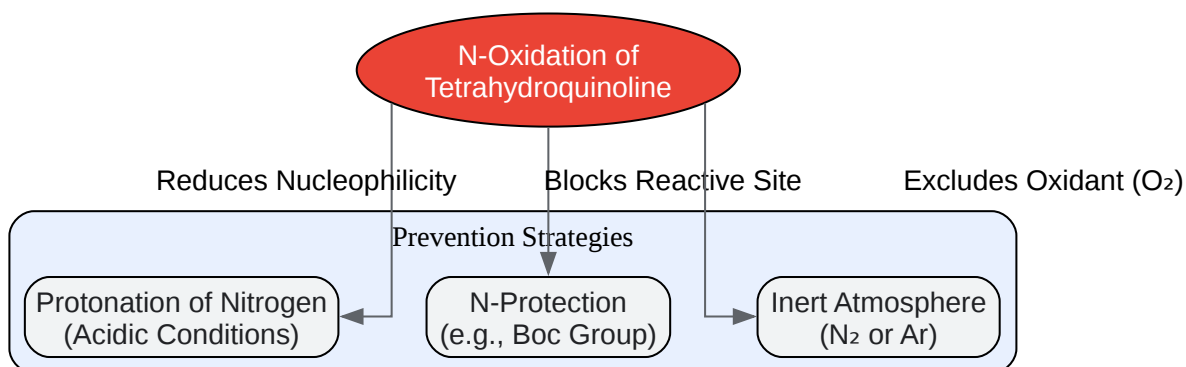 N-Oxidation of
Tetrahydroquinoline
Reduces Nucleophilicity
Blocks Reactive Site
Excludes Oxidant (O₂)
Prevention Strategies
Protonation of Nitrogen
(Acidic Conditions)
N-Protection
(e.g., Boc Group)
Inert Atmosphere
(N₂ or Ar)